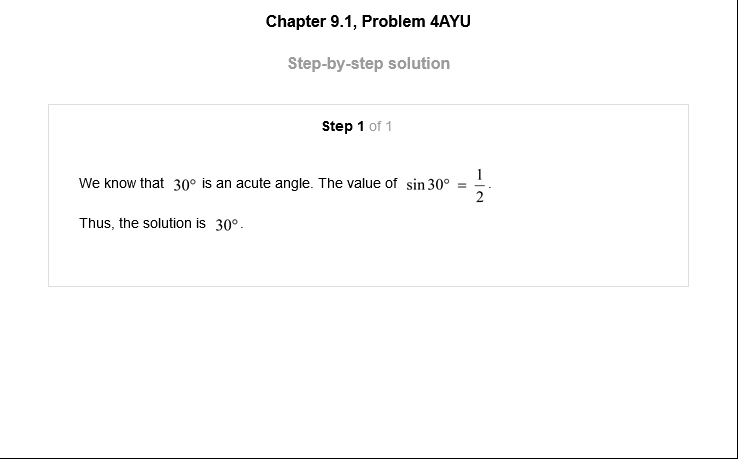 Chapter 9.1, Problem 4AYU
Step-by-step solution
Step 1 of 1
We know that 30° is an acute angle. The value of sin 30° = 1/2.
Thus, the solution is 30°.